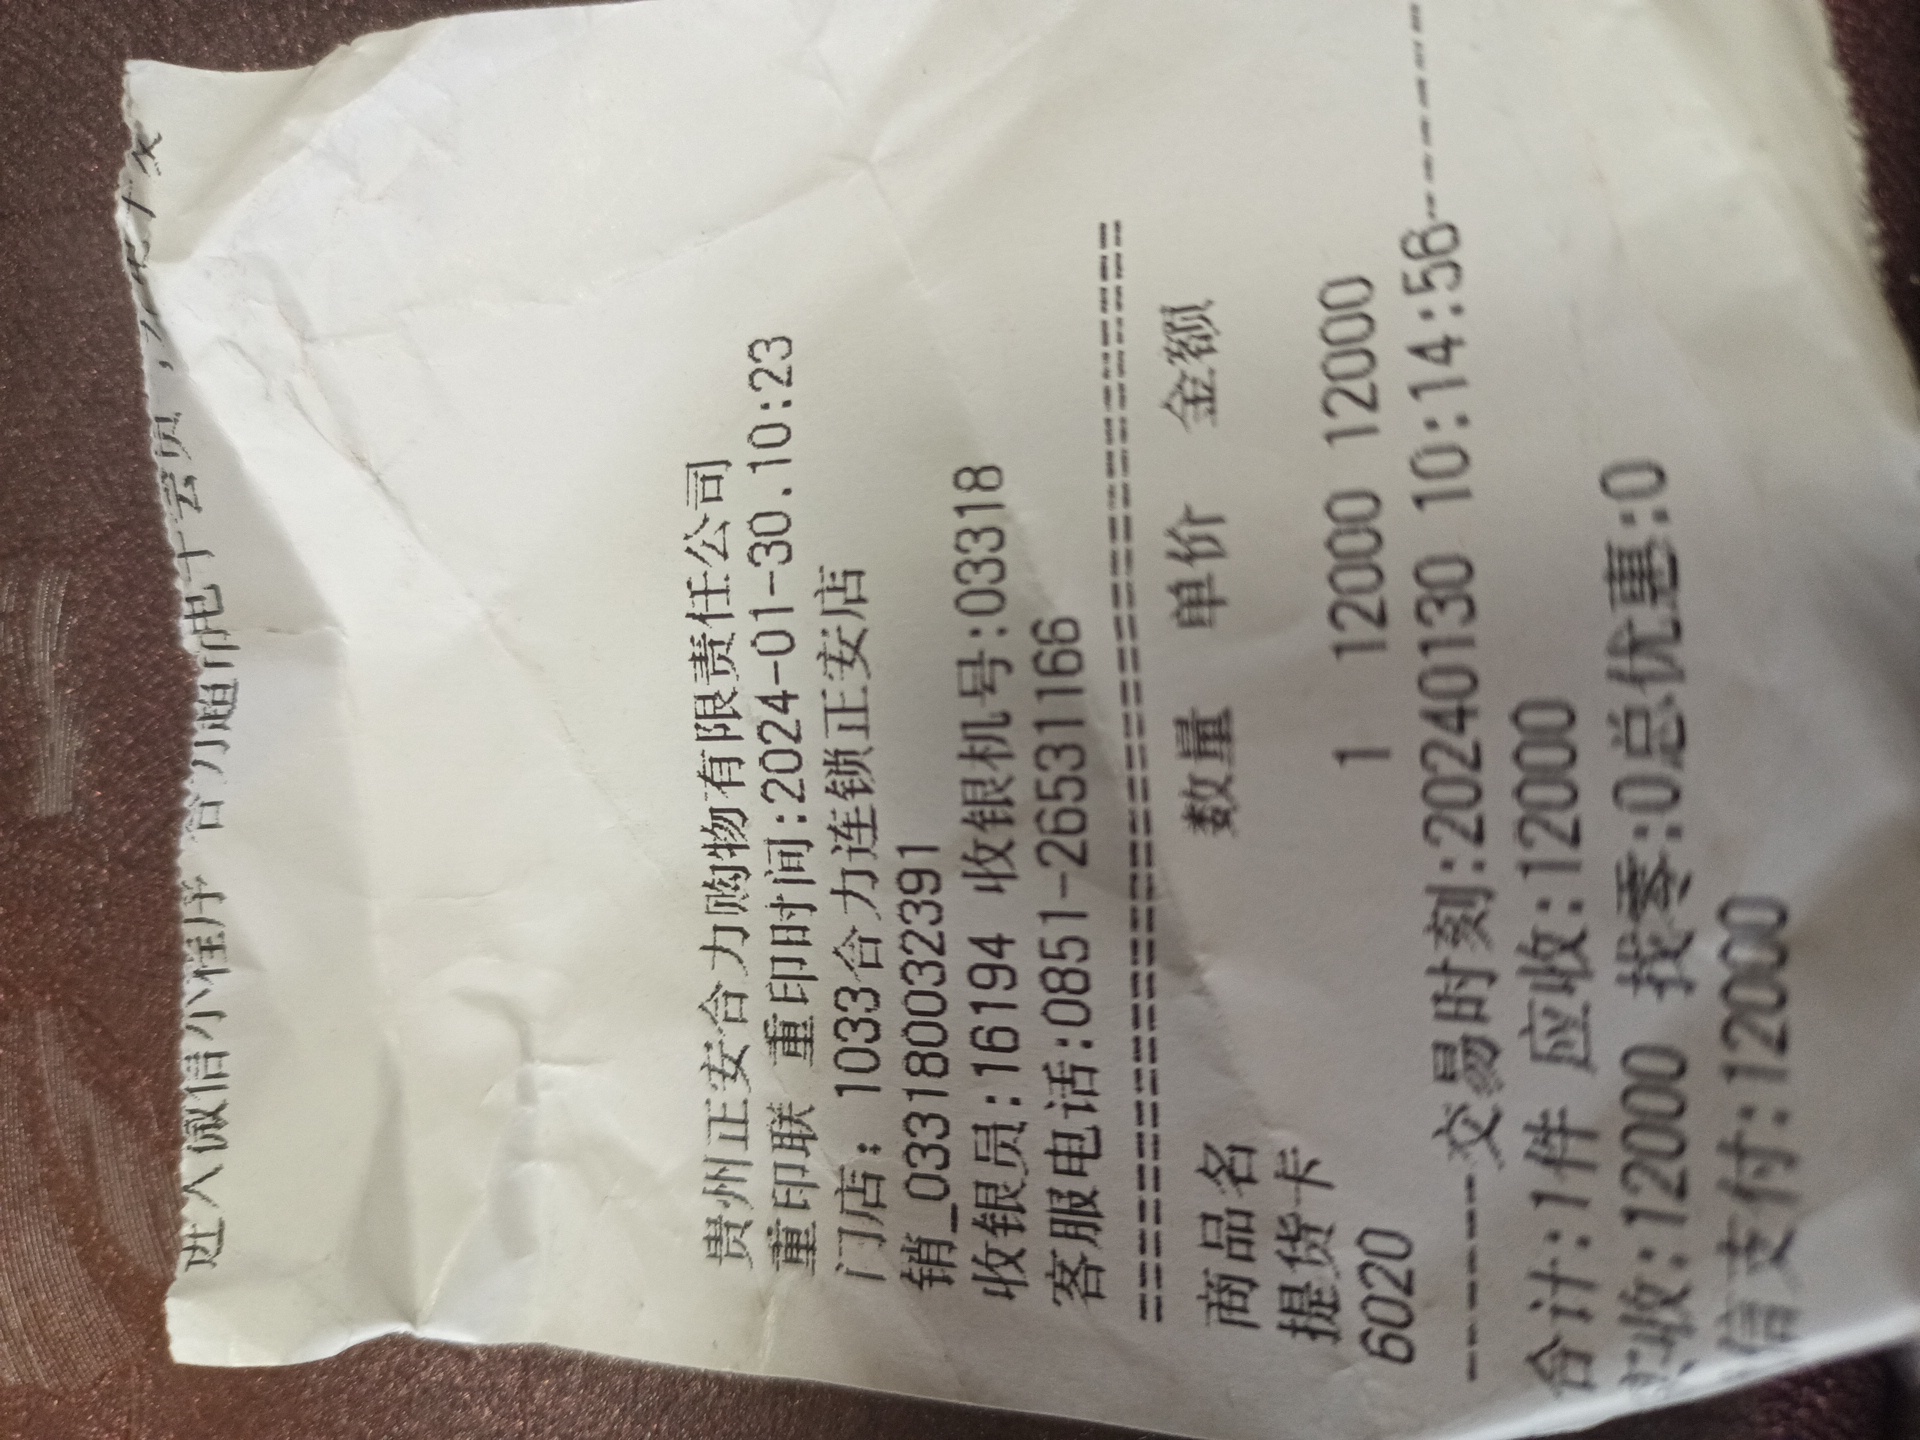 进入微信小程序 合力超市电子会员,
贵州正安合力购物有限责任公司
重印联 重印时间:2024-01-30.10:23
门店: 1033合力连锁正安店
销_033180032391
收银员:16194 收银机号:03318
客服电话:0851-26531166
==========================================
商品名 数量 单价 金额
提货卡
6020 1 12000 12000
------交易时刻:20240130 10:14:56------
合计:1件 应收:12000
实收:12000 找零:0总优惠:0
微信支付:12000